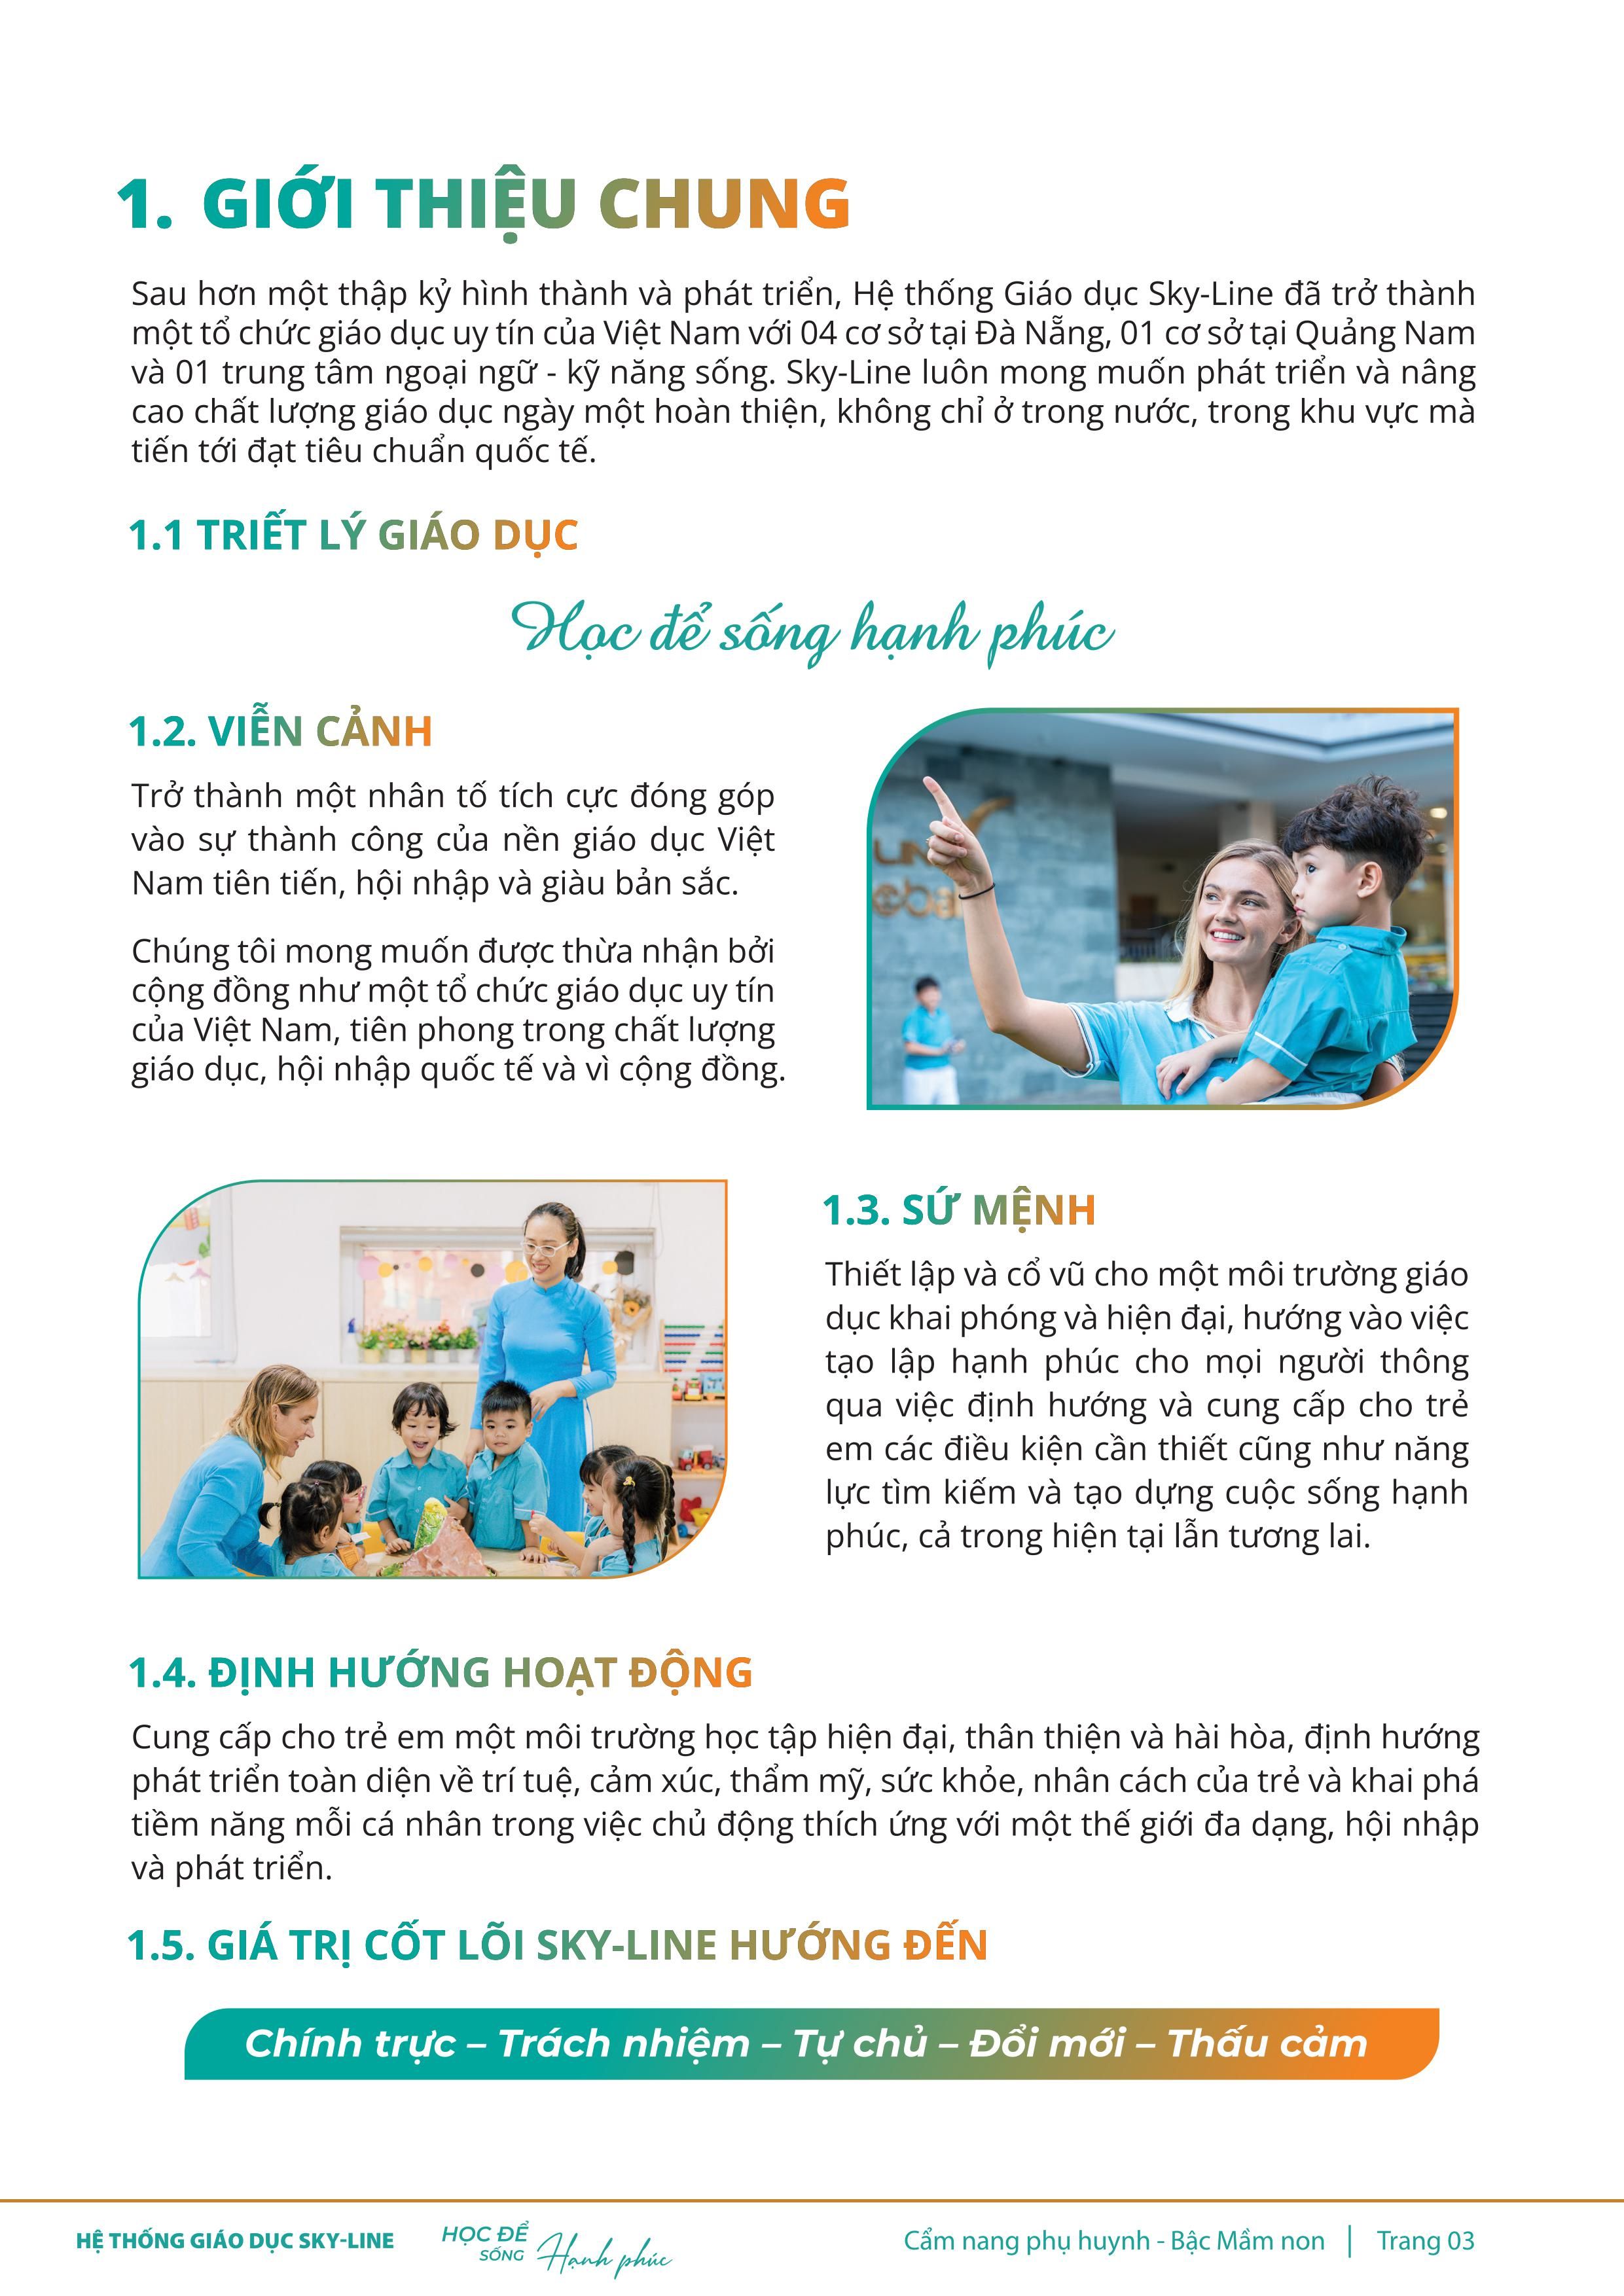 1. GIỚI THIỆU CHUNG
Sau hơn một thập kỷ hình thành và phát triển, Hệ thống Giáo dục Sky-Line đã trở thành
một tổ chức giáo dục uy tín của Việt Nam với 04 cơ sở tại Đà Nẵng, 01 cơ sở tại Quảng Nam
và 01 trung tâm ngoại ngữ - kỹ năng sống. Sky-Line luôn mong muốn phát triển và nâng
cao chất lượng giáo dục ngày một hoàn thiện, không chỉ ở trong nước, trong khu vực mà
tiến tới đạt tiêu chuẩn quốc tế.
1.1 TRIẾT LÝ GIÁO DỤC
Học để sống hạnh phúc
1.2. VIỄN CẢNH
Trở thành một nhân tố tích cực đóng góp
vào sự thành công của nền giáo dục Việt
Nam tiên tiến, hội nhập và giàu bản sắc.
Chúng tôi mong muốn được thừa nhận bởi
cộng đồng như một tổ chức giáo dục uy tín
của Việt Nam, tiên phong trong chất lượng
giáo dục, hội nhập quốc tế và vì cộng đồng.
1.3. SỨ MỆNH
Thiết lập và cổ vũ cho một môi trường giáo
dục khai phóng và hiện đại, hướng vào việc
tạo lập hạnh phúc cho mọi người thông
qua việc định hướng và cung cấp cho trẻ
em các điều kiện cần thiết cũng như năng
lực tìm kiếm và tạo dựng cuộc sống hạnh
phúc, cả trong hiện tại lẫn tương lai.
1.4. ĐỊNH HƯỚNG HOẠT ĐỘNG
Cung cấp cho trẻ em một môi trường học tập hiện đại, thân thiện và hài hòa, định hướng
phát triển toàn diện về trí tuệ, cảm xúc, thẩm mỹ, sức khỏe, nhân cách của trẻ và khai phá
tiềm năng mỗi cá nhân trong việc chủ động thích ứng với một thế giới đa dạng, hội nhập
và phát triển.
1.5. GIÁ TRỊ CỐT LÕI SKY-LINE HƯỚNG ĐẾN
Chính trực – Trách nhiệm – Tự chủ – Đổi mới – Thấu cảm
HỆ THỐNG GIÁO DỤC SKY-LINE
HỌC ĐỂ
SỐNG Hạnh phúc
Cẩm nang phụ huynh - Bậc Mầm non | Trang 03